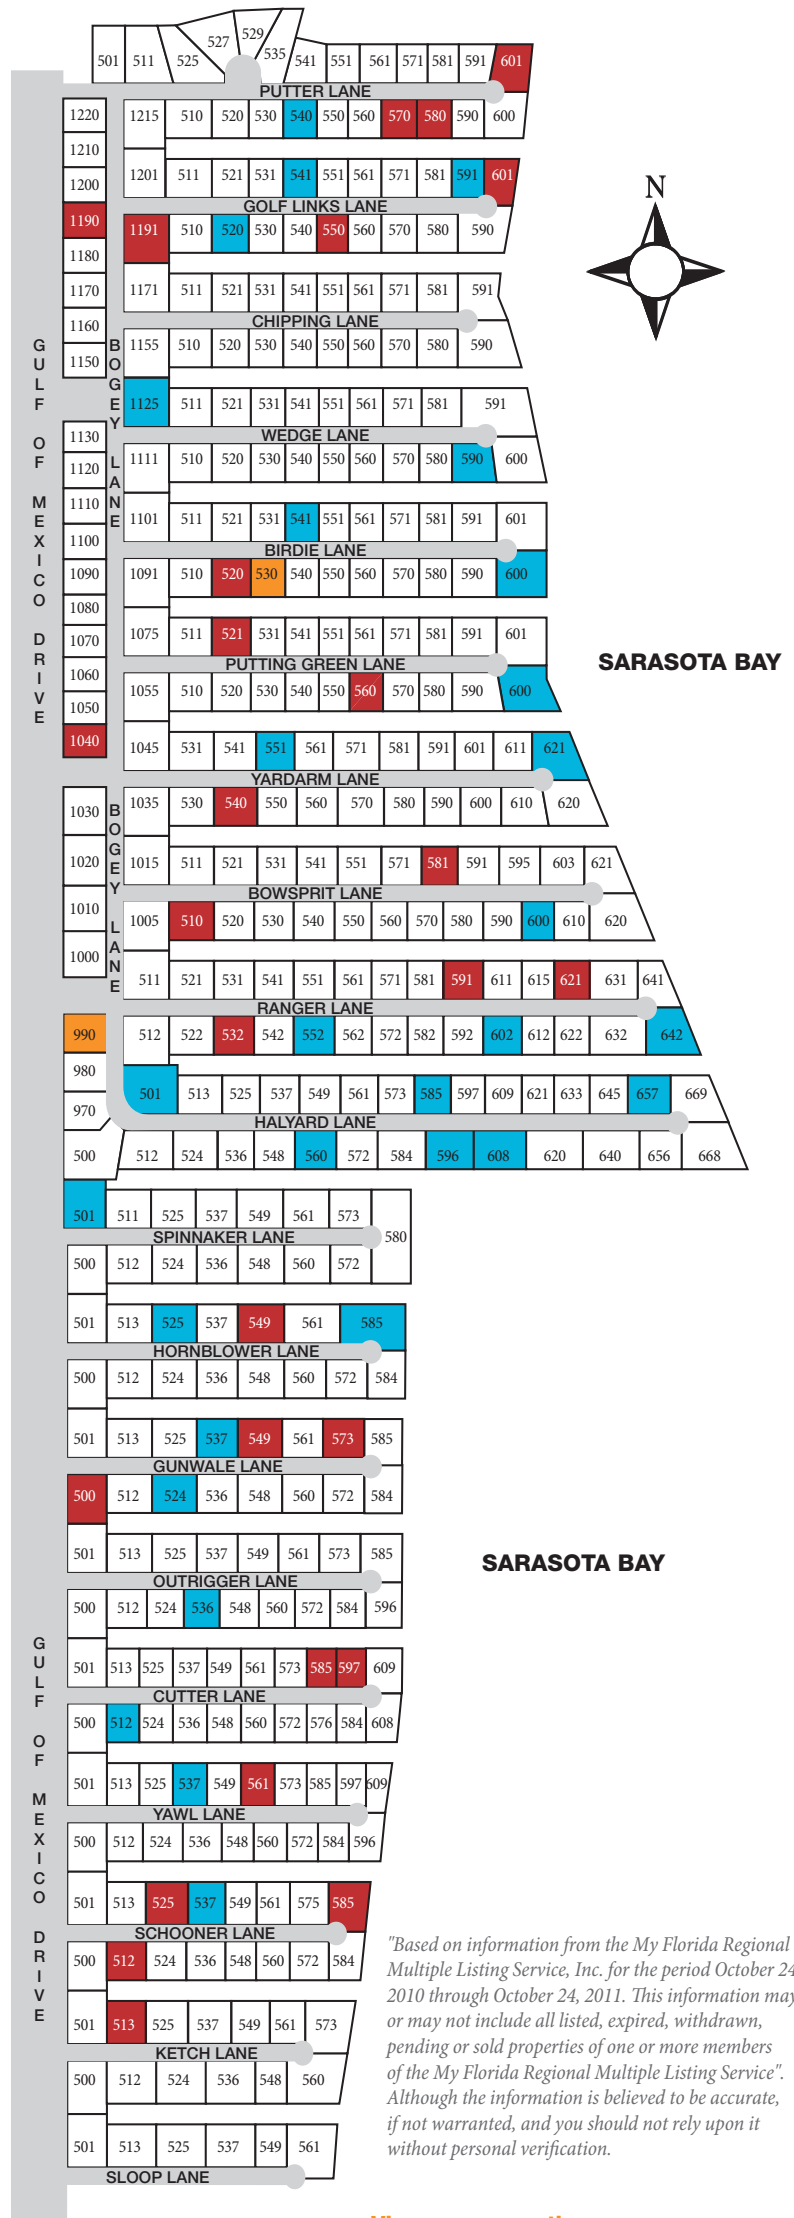 501 511 525 527 529 535 541 551 561 571 581 591 601
PUTTER LANE
1220 1215 510 520 530 540 550 560 570 580 590 600
1210
1200 1201 511 521 531 541 551 561 571 581 591 601
GOLF LINKS LANE
1190 1191 510 520 530 540 550 560 570 580 590
1180
N
1170 1171 511 521 531 541 551 561 571 581 591
CHIPPING LANE
1160
1150 1155 510 520 530 540 550 560 570 580 590
GULF OF MEXICO DRIVE
BOGEY LANE
1125 511 521 531 541 551 561 571 581 591
WEDGE LANE
1130
1120 1111 510 520 530 540 550 560 570 580 590 600
1110
1101 511 521 531 541 551 561 571 581 591 601
1100
BIRDIE LANE
1090 1091 510 520 530 540 550 560 570 580 590 600
1080
1070 1075 511 521 531 541 551 561 571 581 591 601
PUTTING GREEN LANE
SARASOTA BAY
1060
1050 1055 510 520 530 540 550 560 570 580 590 600
1040 1045 531 541 551 561 571 581 591 601 611 621
YARDARM LANE
1030 1035 530 540 550 560 570 580 590 600 610 620
BOGEY LANE
1020 1015 511 521 531 541 551 571 581 591 595 603 621
BOWSPRIT LANE
1010 1005 510 520 530 540 550 560 570 580 590 600 610 620
1000
511 521 531 541 551 561 571 581 591 611 615 621 631 641
RANGER LANE
990 512 522 532 542 552 562 572 582 592 602 612 622 632 642
980
970 501 513 525 537 549 561 573 585 597 609 621 633 645 657 669
HALYARD LANE
500 512 524 536 548 560 572 584 596 608 620 640 656 668
501 511 525 537 549 561 573 580
SPINNAKER LANE
500 512 524 536 548 560 572
501 513 525 537 549 561 585
HORNBLOWER LANE
500 512 524 536 548 560 572 584
501 513 525 537 549 561 573 585
GUNWALE LANE
500 512 524 536 548 560 572 584
501 513 525 537 549 561 573 585
OUTRIGGER LANE
SARASOTA BAY
500 512 524 536 548 560 572 584 596
GULF OF MEXICO DRIVE
501 513 525 537 549 561 573 585 597 609
CUTTER LANE
500 512 524 536 548 560 572 576 584 608
501 513 525 537 549 561 573 585 597 609
YAWL LANE
500 512 524 536 548 560 572 584 596
501 513 525 537 549 561 575 585
SCHOONER LANE
500 512 524 536 548 560 572 584
501 513 525 537 549 561 573
KETCH LANE
500 512 524 536 548 560
501 513 525 537 549 561
SLOOP LANE
"Based on information from the My Florida Regional
Multiple Listing Service, Inc. for the period October 24
2010 through October 24, 2011. This information may
or may not include all listed, expired, withdrawn,
pending or sold properties of one or more members
of the My Florida Regional Multiple Listing Service".
Although the information is believed to be accurate,
if not warranted, and you should not rely upon it
without personal verification.